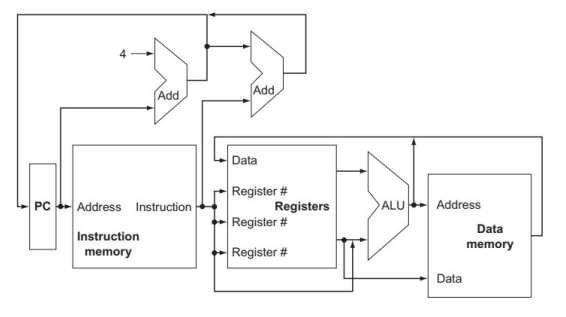 4
Add
Add
Data
Register #
PC
Address
Instruction
Registers
ALU
Address
Register #
Instruction
memory
Data
memory
Register #
Data